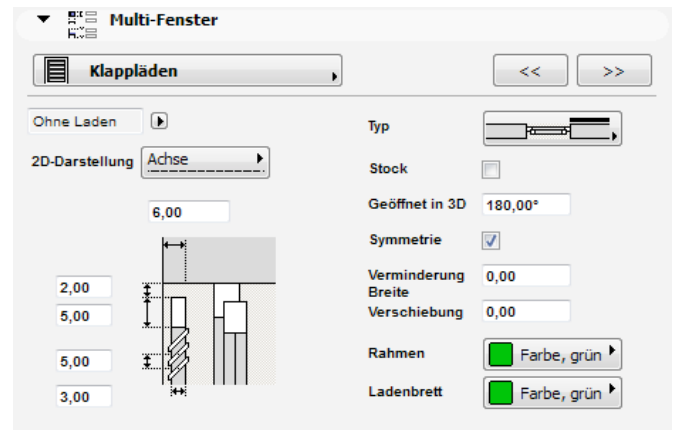 Multi-Fenster
Klappläden
<< >>
Ohne Laden
2D-Darstellung Achse
6,00
2,00
5,00
5,00
3,00
Typ
Stock
Geöffnet in 3D 180,00°
Symmetrie
Verminderung Breite 0,00
Verschiebung 0,00
Rahmen Farbe, grün
Ladenbrett Farbe, grün